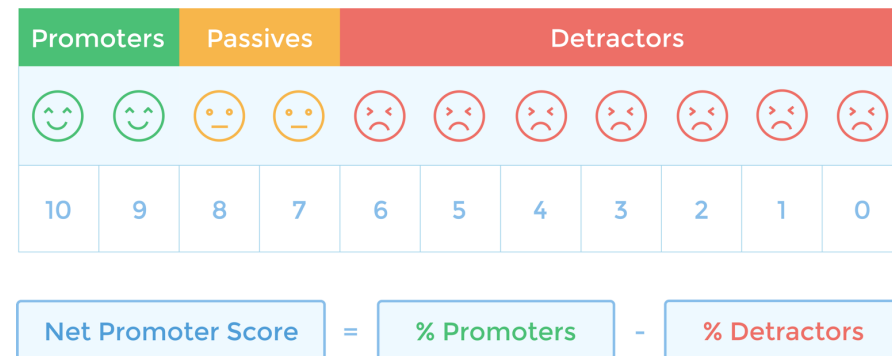 Promoters Passives Detractors
10 9 8 7 6 5 4 3 2 1 0
Net Promoter Score = % Promoters - % Detractors